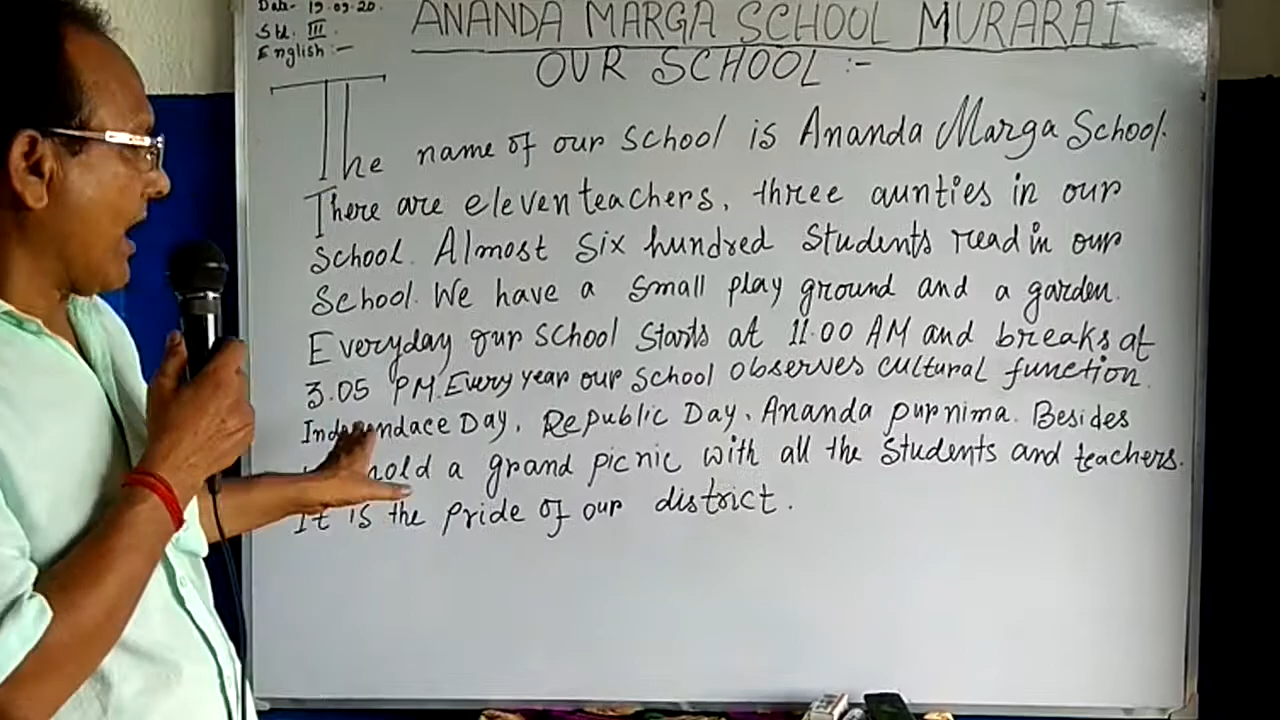 Date- 19.09.20.
Std. III.
English :-
ANANDA MARGA SCHOOL MURARAI
OUR SCHOOL :-
The name of our school is Ananda Marga School.
There are eleven teachers, three aunties in our
School. Almost six hundred students read in our
School. We have a small play ground and a garden.
Everyday our school starts at 11.00 AM and breaks at
3.05 PM. Every year our school observes cultural function.
Day, Republic Day, Ananda purnima. Besides
hold a grand picnic with all the students and teachers.
It is the pride of our district.